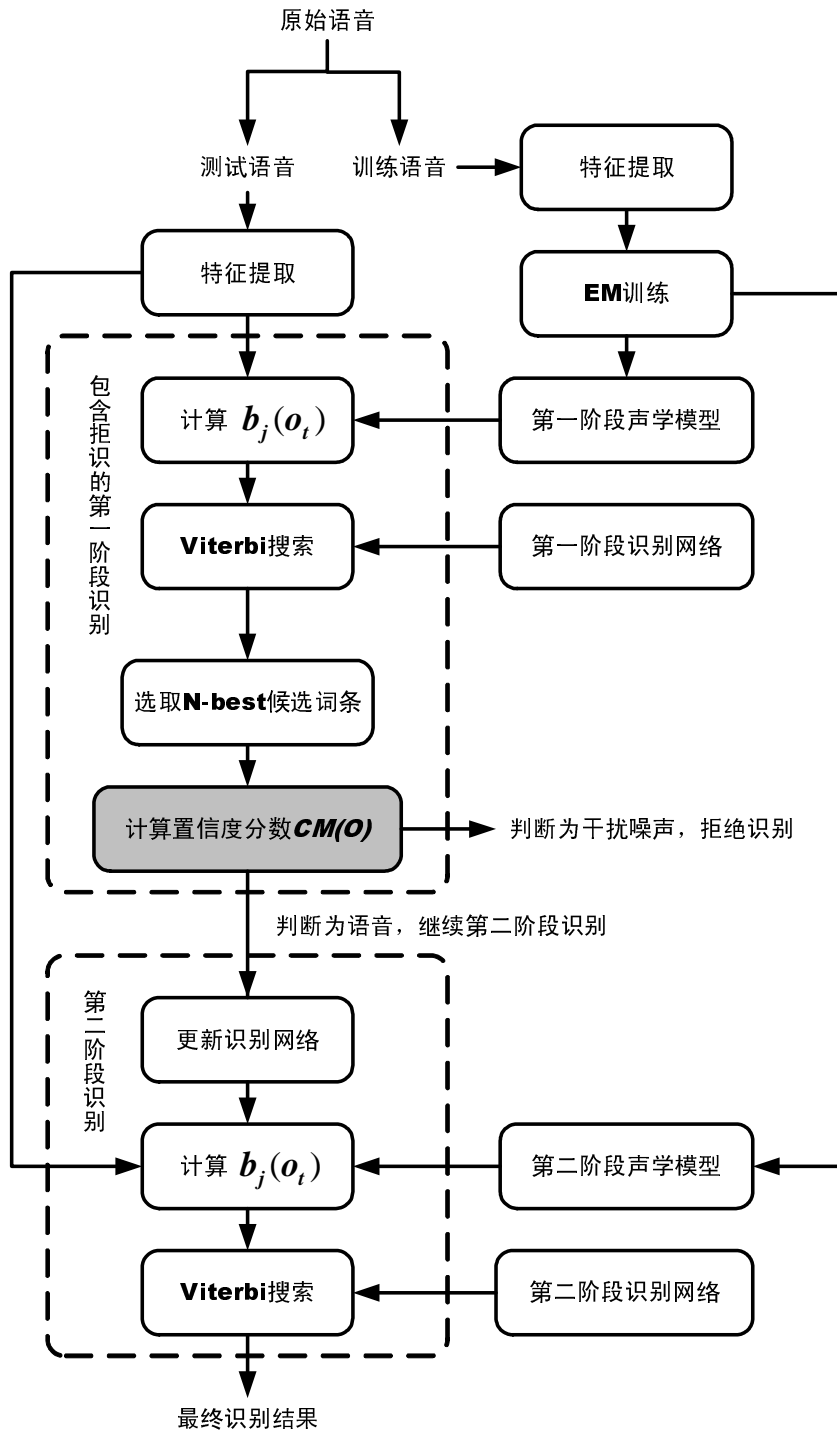 原始语音
测试语音
训练语音
特征提取
特征提取
EM训练
包含拒识的第一阶段识别
计算 b_j(o_t)
第一阶段声学模型
Viterbi搜索
第一阶段识别网络
选取N-best候选词条
计算置信度分数CM(O)
判断为干扰噪声，拒绝识别
判断为语音，继续第二阶段识别
第二阶段识别
更新识别网络
计算 b_j(o_t)
第二阶段声学模型
Viterbi搜索
第二阶段识别网络
最终识别结果